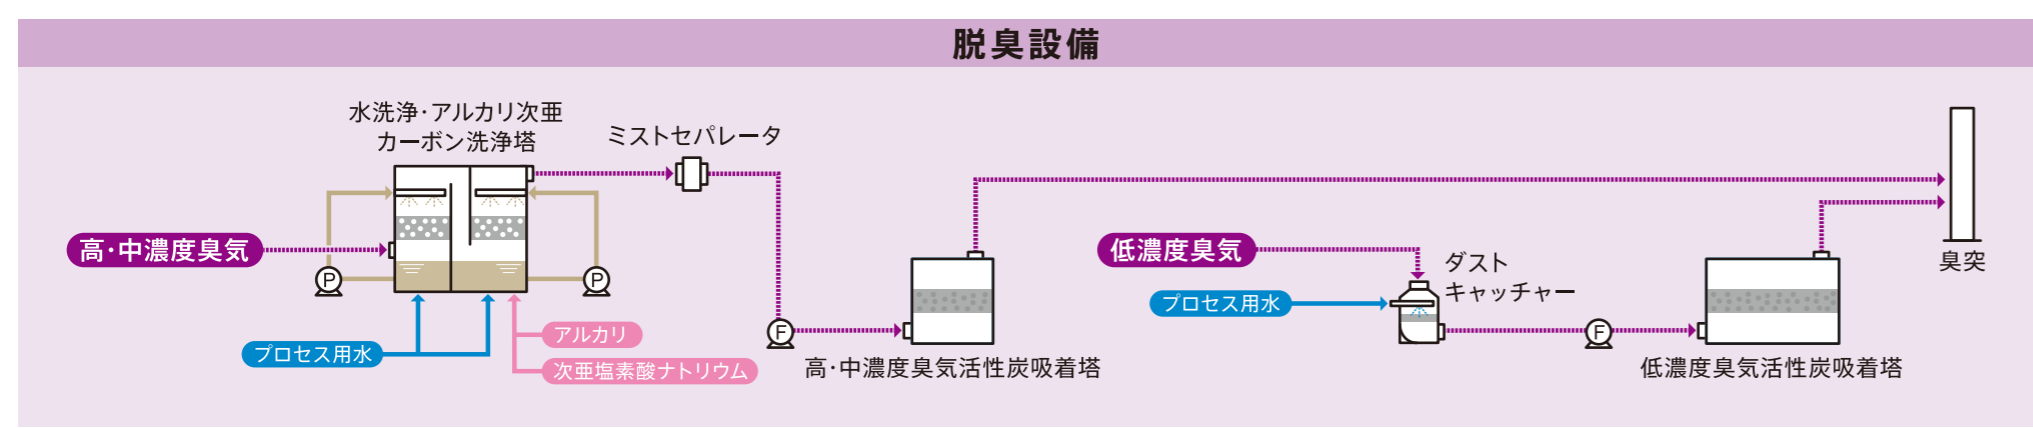 脱臭設備
水洗浄・アルカリ次亜
カーボン洗浄塔
ミストセパレータ
高・中濃度臭気
P
P
プロセス用水
アルカリ
次亜塩素酸ナトリウム
F
高・中濃度臭気活性炭吸着塔
低濃度臭気
プロセス用水
ダスト
キャッチャー
F
低濃度臭気活性炭吸着塔
臭突